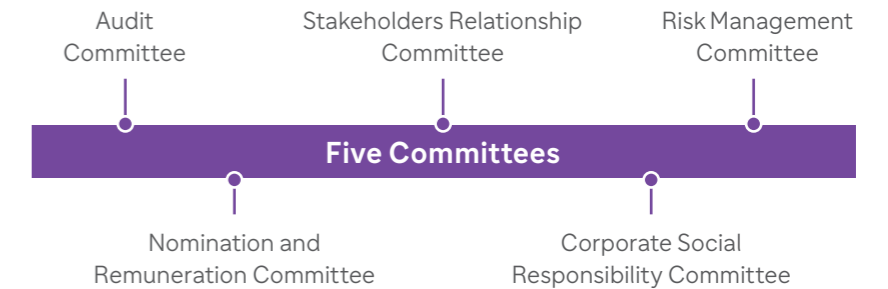 Audit
Committee
Stakeholders Relationship
Committee
Risk Management
Committee
Five Committees
Nomination and
Remuneration Committee
Corporate Social
Responsibility Committee